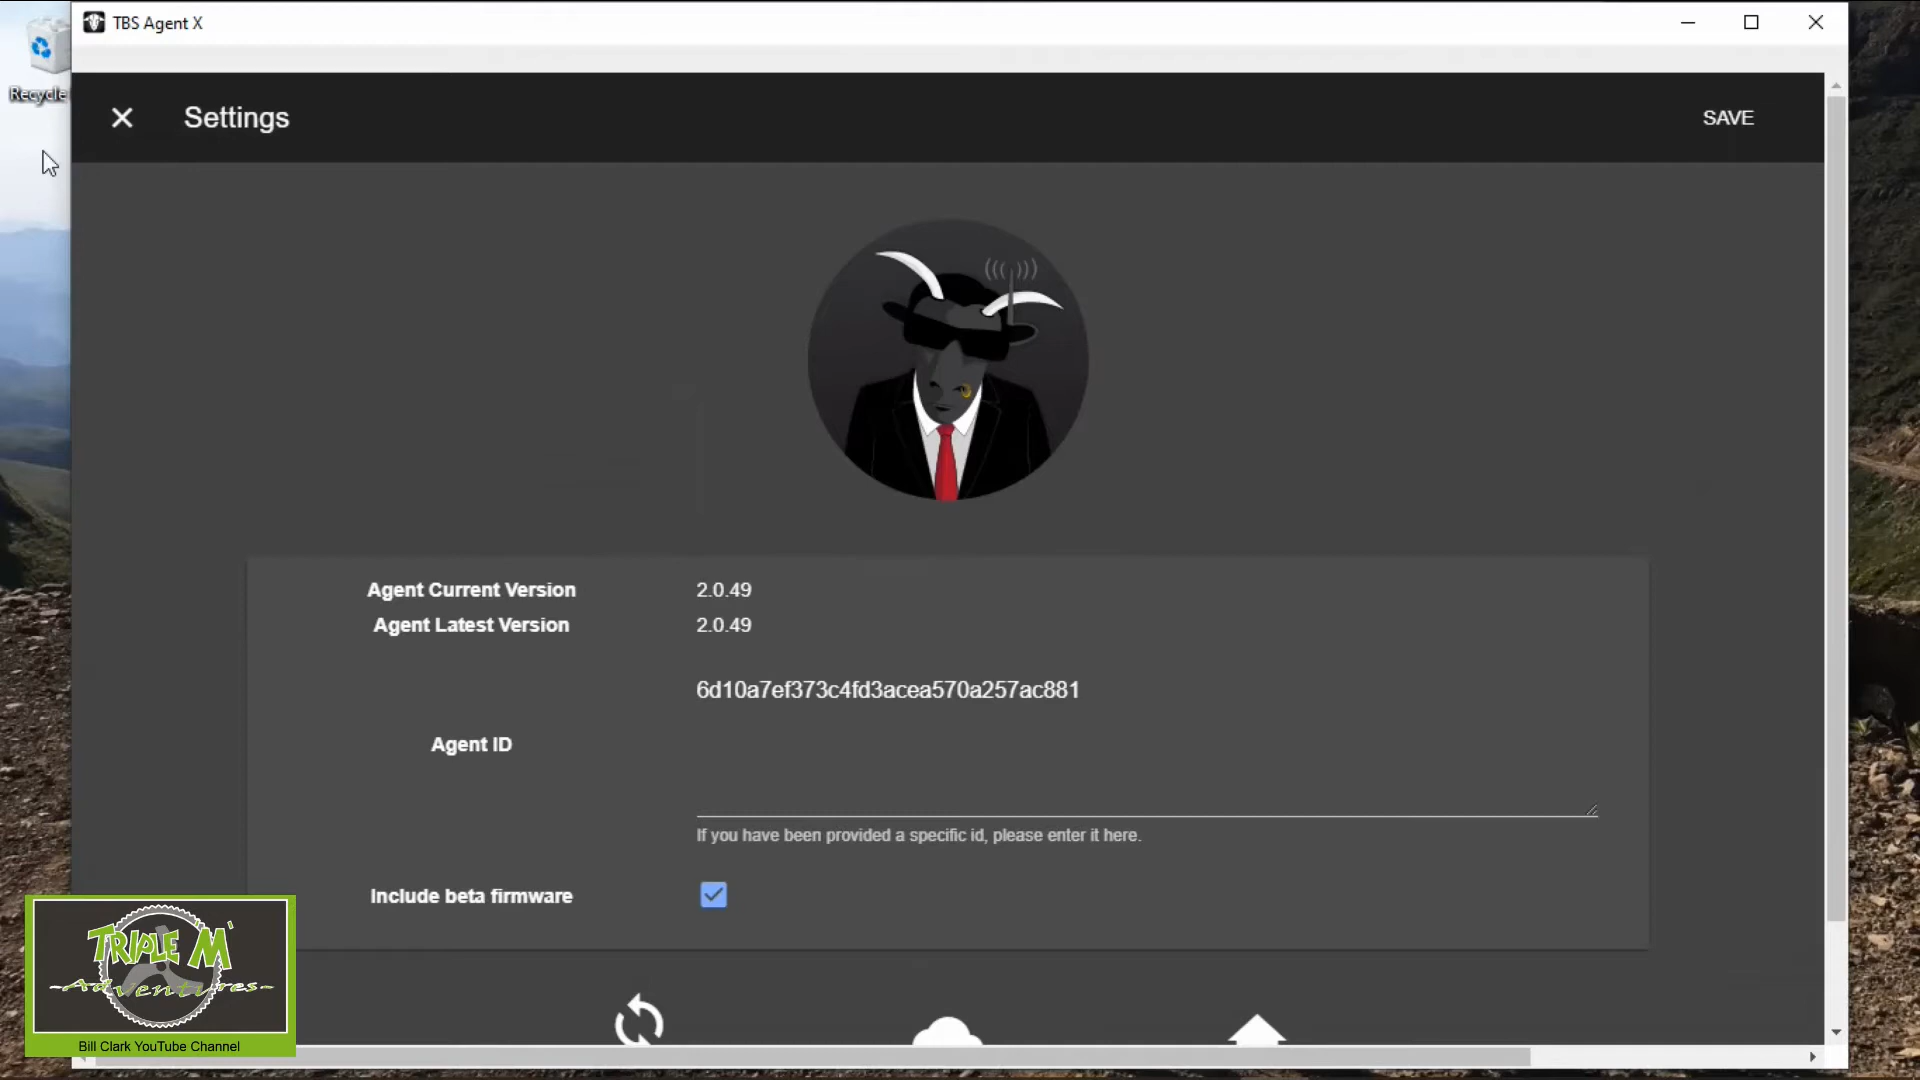 TBS Agent X
Recycle
Settings
SAVE
Agent Current Version 2.0.49
Agent Latest Version 2.0.49
6d10a7ef373c4fd3acea570a257ac881
Agent ID
If you have been provided a specific id, please enter it here.
Include beta firmware
TRIPLE M
-Adventures-
Bill Clark YouTube Channel